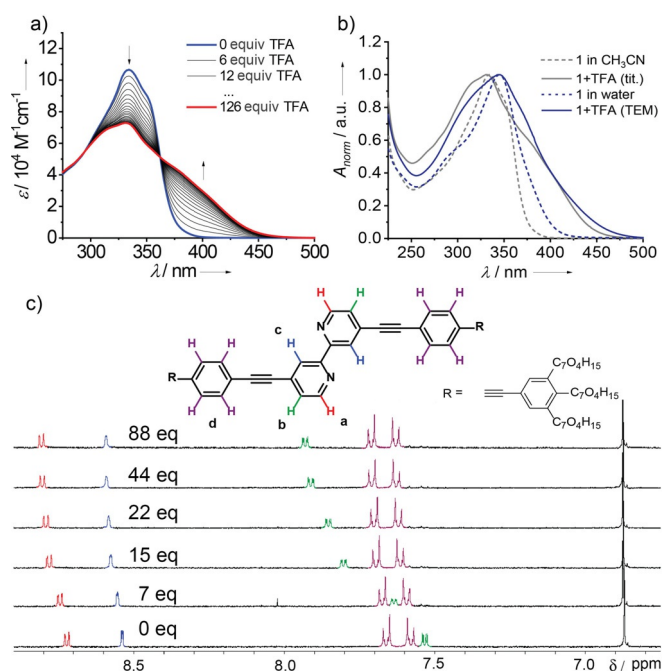 a)
ε/ 10⁴ M⁻¹cm⁻¹
12
10
8
6
4
2
0
0 equiv TFA
6 equiv TFA
12 equiv TFA
...
126 equiv TFA
300
350
400
450
500
λ/ nm
b)
A_norm / a.u.
1.0
0.8
0.6
0.4
0.2
0.0
1 in CH₃CN
1+TFA (tit.)
1 in water
1+TFA (TEM)
250
300
350
400
450
500
λ / nm
c)
H
H
H
H
c
H
R
N
H
H
H
H
N
H
H
R
H
H
H
H
H
d
b
a
R =
C₇O₄H₁₅
C₇O₄H₁₅
C₇O₄H₁₅
88 eq
44 eq
22 eq
15 eq
7 eq
0 eq
8.5
8.0
7.5
7.0
δ / ppm